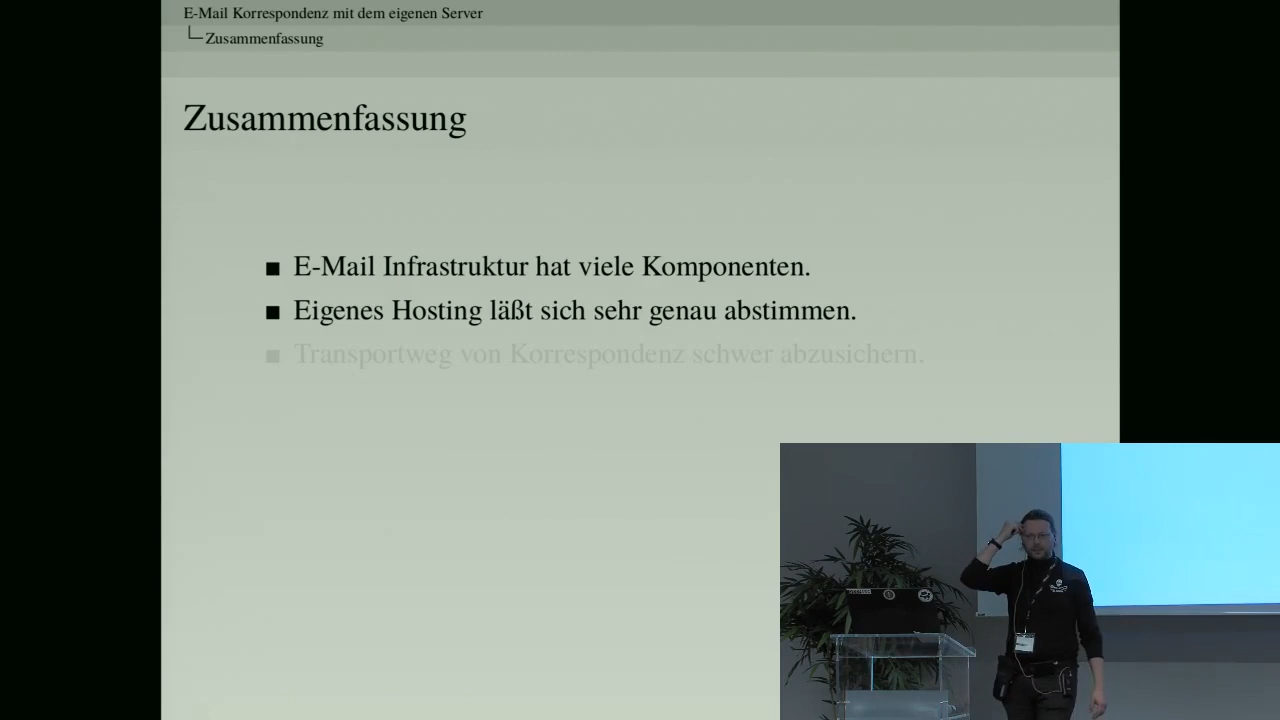 E-Mail Korrespondenz mit dem eigenen Server
Zusammenfassung
Zusammenfassung
E-Mail Infrastruktur hat viele Komponenten.
Eigenes Hosting läßt sich sehr genau abstimmen.
Transportweg von Korrespondenz schwer abzusichern.